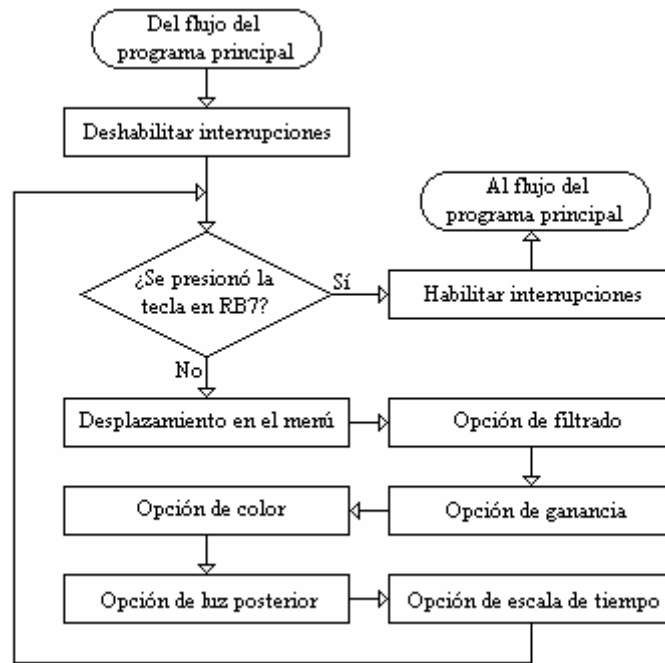 Del flujo del
programa principal
Deshabilitar interrupciones
Al flujo del
programa principal
¿Se presionó la
tecla en RB7?
Sí
Habilitar interrupciones
No
Desplazamiento en el menú
Opción de filtrado
Opción de color
Opción de ganancia
Opción de luz posterior
Opción de escala de tiempo